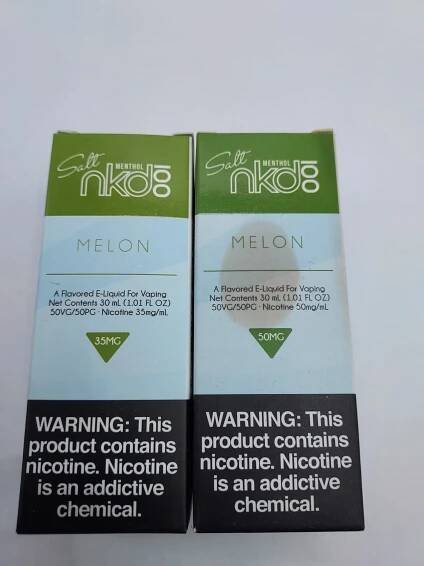 Salt
MENTHOL
nkd100
MELON
A Flavored E-Liquid For Vaping
Net Contents 30 mL (1.01 FL OZ)
50VG/50PG · Nicotine 35mg/mL
35MG
WARNING: This
product contains
nicotine. Nicotine
is an addictive
chemical.
Salt
MENTHOL
nkd100
MELON
A Flavored E-Liquid For Vaping
Net Contents 30 mL (1.01 FL OZ)
50VG/50PG · Nicotine 50mg/mL
50MG
WARNING: This
product contains
nicotine. Nicotine
is an addictive
chemical.